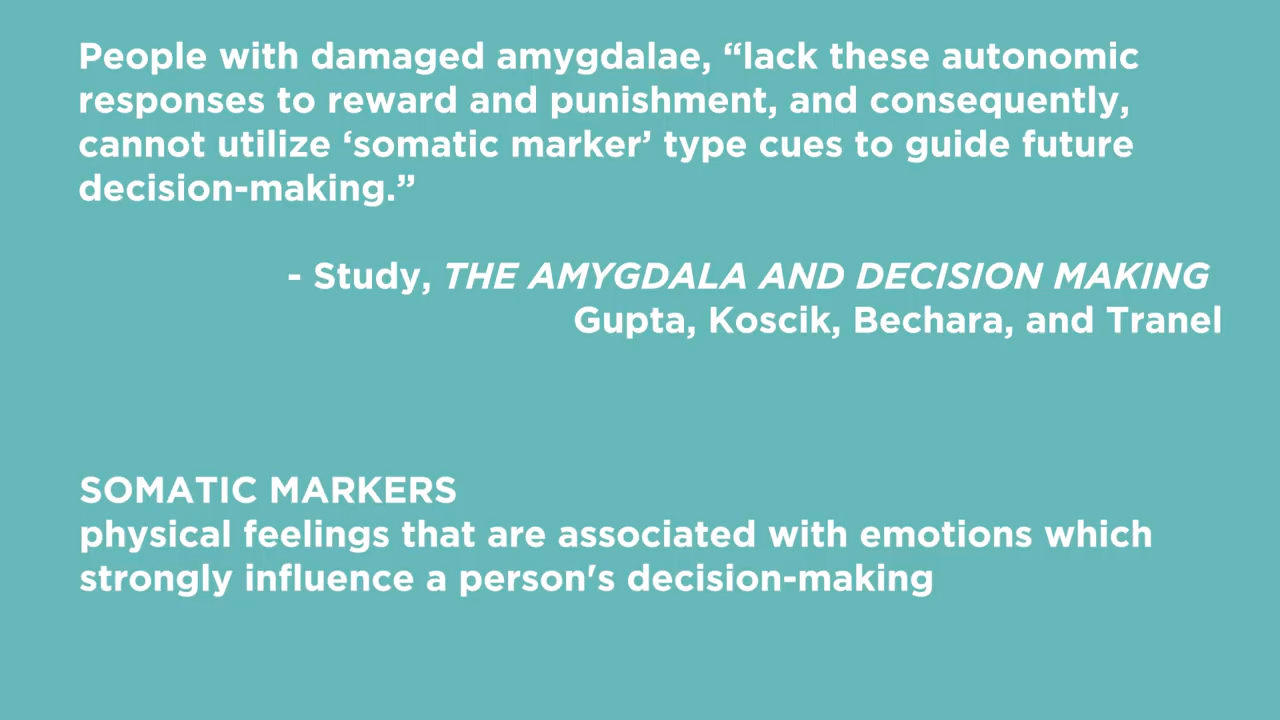 People with damaged amygdalae, “lack these autonomic
responses to reward and punishment, and consequently,
cannot utilize ‘somatic marker’ type cues to guide future
decision-making.”
- Study, THE AMYGDALA AND DECISION MAKING
Gupta, Koscik, Bechara, and Tranel
SOMATIC MARKERS
physical feelings that are associated with emotions which
strongly influence a person's decision-making